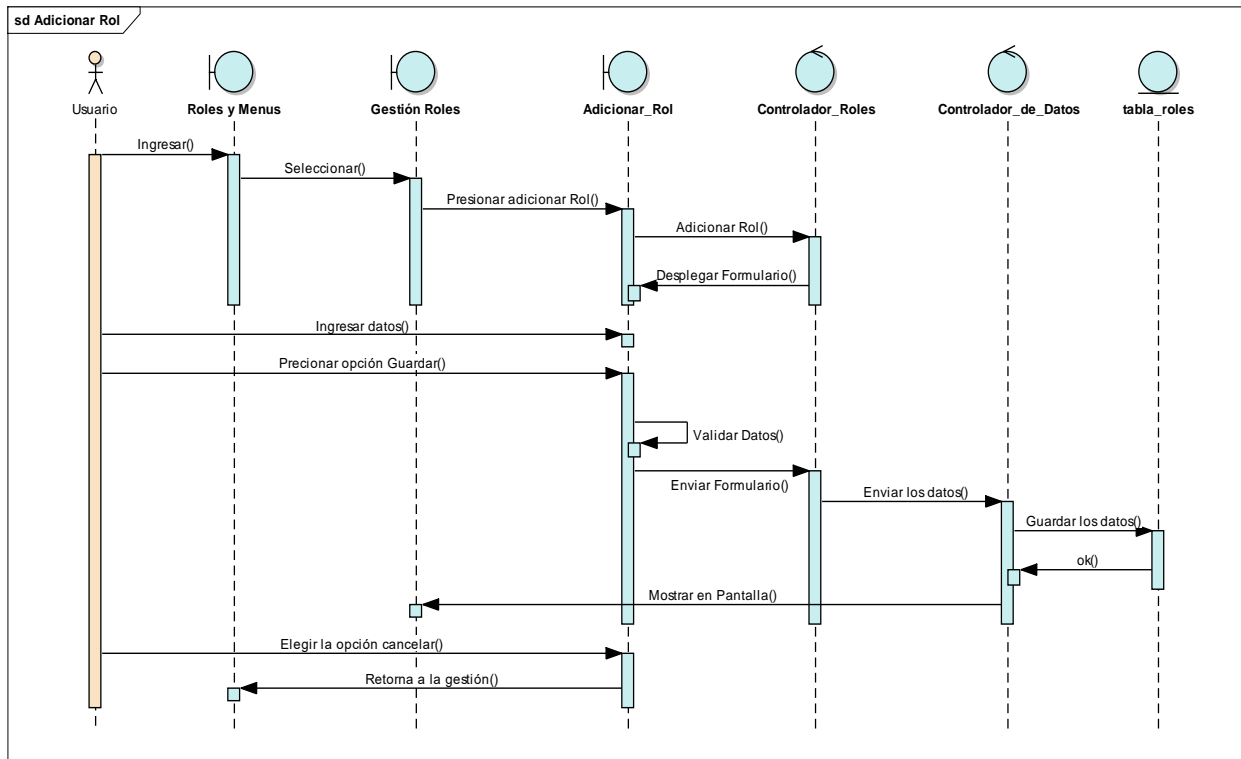 sd Adicionar Rol
Usuario
Roles y Menus
Gestión Roles
Adicionar_Rol
Controlador_Roles
Controlador_de_Datos
tabla_roles
Ingresar()
Seleccionar()
Presionar adicionar Rol()
Adicionar Rol()
Desplegar Formulario()
Ingresar datos()
Precionar opción Guardar()
Validar Datos()
Enviar Formulario()
Enviar los datos()
Guardar los datos()
ok()
Mostrar en Pantalla()
Elegir la opción cancelar()
Retorna a la gestión()